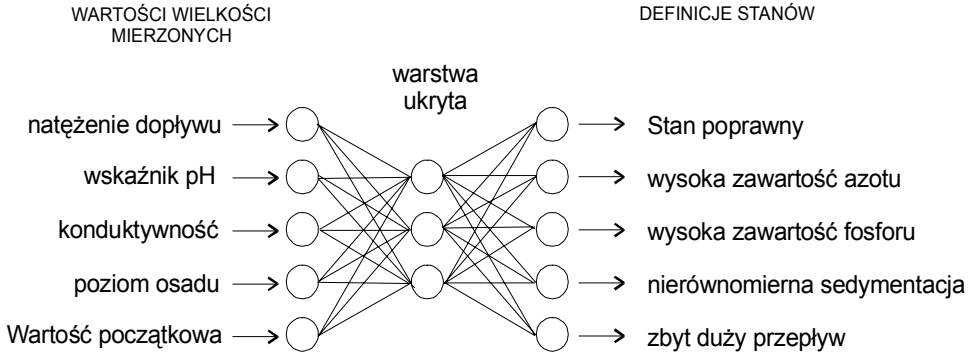 WARTOŚCI WIELKOŚCI
MIERZONYCH
DEFINICJE STANÓW
warstwa
ukryta
natężenie dopływu
wskaźnik pH
konduktywność
poziom osadu
Wartość początkowa
Stan poprawny
wysoka zawartość azotu
wysoka zawartość fosforu
nierównomierna sedymentacja
zbyt duży przepływ